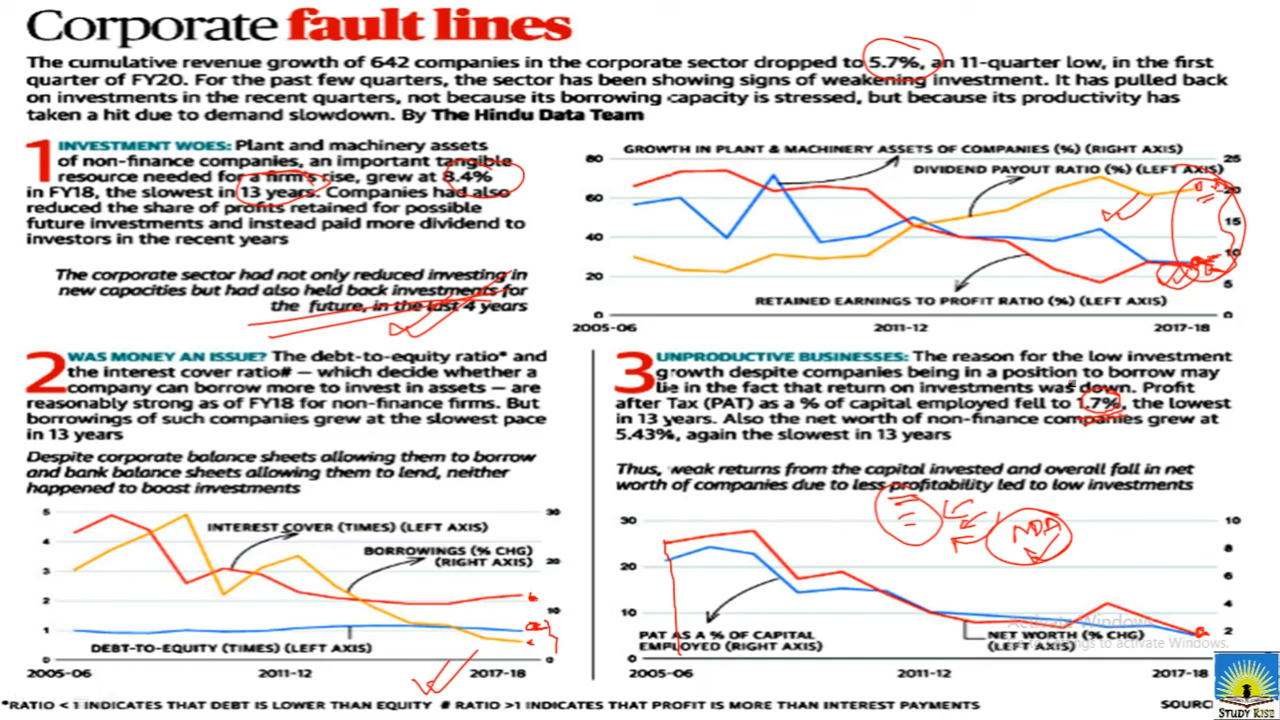 Corporate fault lines
The cumulative revenue growth of 642 companies in the corporate sector dropped to 5.7%, an 11-quarter low, in the first
quarter of FY20. For the past few quarters, the sector has been showing signs of weakening investment. It has pulled back
on investments in the recent quarters, not because its borrowing capacity is stressed, but because its productivity has
taken a hit due to demand slowdown. By The Hindu Data Team
1 INVESTMENT WOES: Plant and machinery assets
of non-finance companies, an important tangible
resource needed for a firm's rise, grew at 8.4%
in FY18, the slowest in 13 years. Companies had also
reduced the share of profits retained for possible
future investments and instead paid more dividend to
investors in the recent years
The corporate sector had not only reduced investing in
new capacities but had also held back investments for
the future, in the last 4 years
GROWTH IN PLANT & MACHINERY ASSETS OF COMPANIES (%) (RIGHT AXIS)
80
25
DIVIDEND PAYOUT RATIO (%) (LEFT AXIS)
20
60
15
40
10
20
5
RETAINED EARNINGS TO PROFIT RATIO (%) (LEFT AXIS)
0
0
2005-06
2011-12
2017-18
2 WAS MONEY AN ISSUE? The debt-to-equity ratio* and
the interest cover ratio# — which decide whether a
company can borrow more to invest in assets — are
reasonably strong as of FY18 for non-finance firms. But
borrowings of such companies grew at the slowest pace
in 13 years
Despite corporate balance sheets allowing them to borrow
and bank balance sheets allowing them to lend, neither
happened to boost investments
5
30
INTEREST COVER (TIMES) (LEFT AXIS)
4
BORROWINGS (% CHG)
(RIGHT AXIS)
20
3
2
10
1
DEBT-TO-EQUITY (TIMES) (LEFT AXIS)
0
0
2005-06
2011-12
2017-18
3 UNPRODUCTIVE BUSINESSES: The reason for the low investment
growth despite companies being in a position to borrow may
lie in the fact that return on investments was down. Profit
after Tax (PAT) as a % of capital employed fell to 1.7%, the lowest
in 13 years. Also the net worth of non-finance companies grew at
5.43%, again the slowest in 13 years
Thus, weak returns from the capital invested and overall fall in net
worth of companies due to less profitability led to low investments
NDA
30
10
8
20
6
10
4
2
PAT AS A % OF CAPITAL
EMPLOYED (RIGHT AXIS)
NET WORTH (% CHG)
(LEFT AXIS)
0
2005-06
2011-12
2017-18
Activate Windows
to activate Windows.
*RATIO < 1 INDICATES THAT DEBT IS LOWER THAN EQUITY # RATIO >1 INDICATES THAT PROFIT IS MORE THAN INTEREST PAYMENTS
STUDY RISE